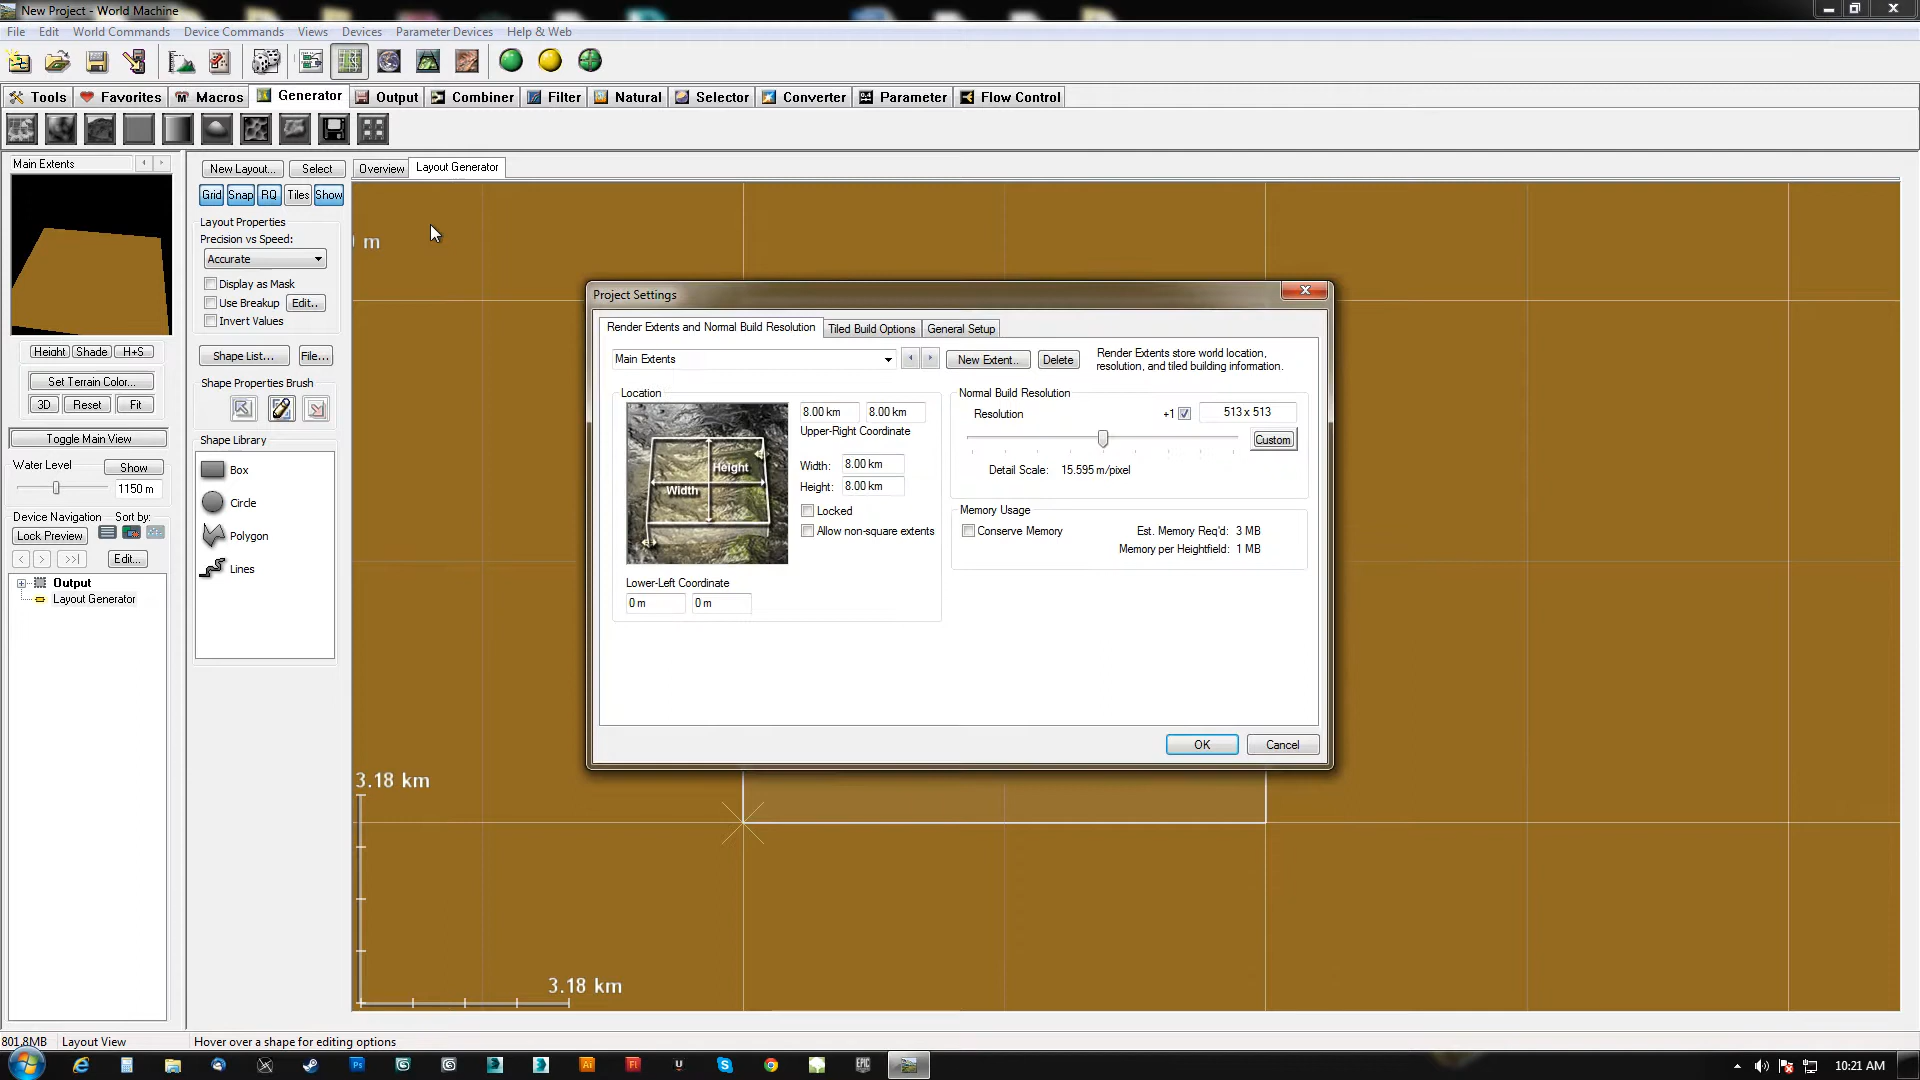 New Project - World Machine
File Edit World Commands Device Commands Views Devices Parameter Devices Help & Web
Tools Favorites Macros Generator Output Combiner Filter Natural Selector Converter Parameter Flow Control
Main Extents
New Layout... Select
Overview Layout Generator
Grid Snap RQ Tiles Show
Layout Properties
Precision vs Speed:
Accurate
Display as Mask
Use Breakup Edit..
Invert Values
Height Shade H+S
Shape List... File...
Set Terrain Color...
Shape Properties Brush
3D Reset Fit
Toggle Main View
Shape Library
Water Level Show
1150 m
Box
Circle
Polygon
Lines
Device Navigation Sort by:
Lock Preview
Edit...
Output
Layout Generator
m
Project Settings
Render Extents and Normal Build Resolution Tiled Build Options General Setup
Main Extents New Extent.. Delete
Render Extents store world location,
resolution, and tiled building information.
Location
8.00 km 8.00 km
Upper-Right Coordinate
Height
Width
Width: 8.00 km
Height: 8.00 km
Locked
Allow non-square extents
Lower-Left Coordinate
0 m 0 m
Normal Build Resolution
Resolution +1 513 x 513
Custom
Detail Scale: 15.595 m/pixel
Memory Usage
Conserve Memory Est. Memory Req'd: 3 MB
Memory per Heightfield: 1 MB
OK Cancel
3.18 km
3.18 km
801.8MB Layout View Hover over a shape for editing options
Ps Ai Fl U S EPIC
10:21 AM